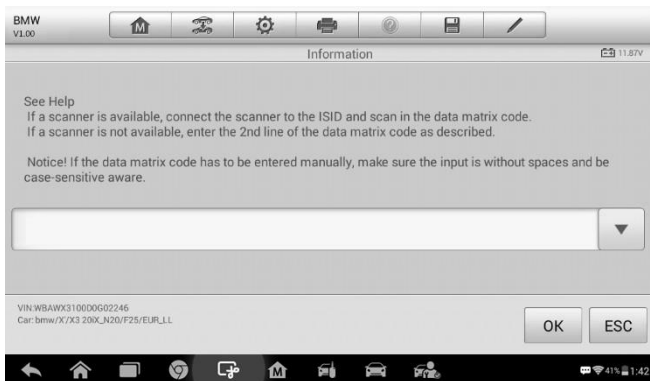 BMW
V1.00
Information
11.87V
See Help
If a scanner is available, connect the scanner to the ISID and scan in the data matrix code.
If a scanner is not available, enter the 2nd line of the data matrix code as described.
Notice! If the data matrix code has to be entered manually, make sure the input is without spaces and be
case-sensitive aware.
VIN:WBAWX3100D0G02246
Car: bmw/X'/X3 20iX_N20/F25/EUR_LL
OK
ESC
41% 1:42